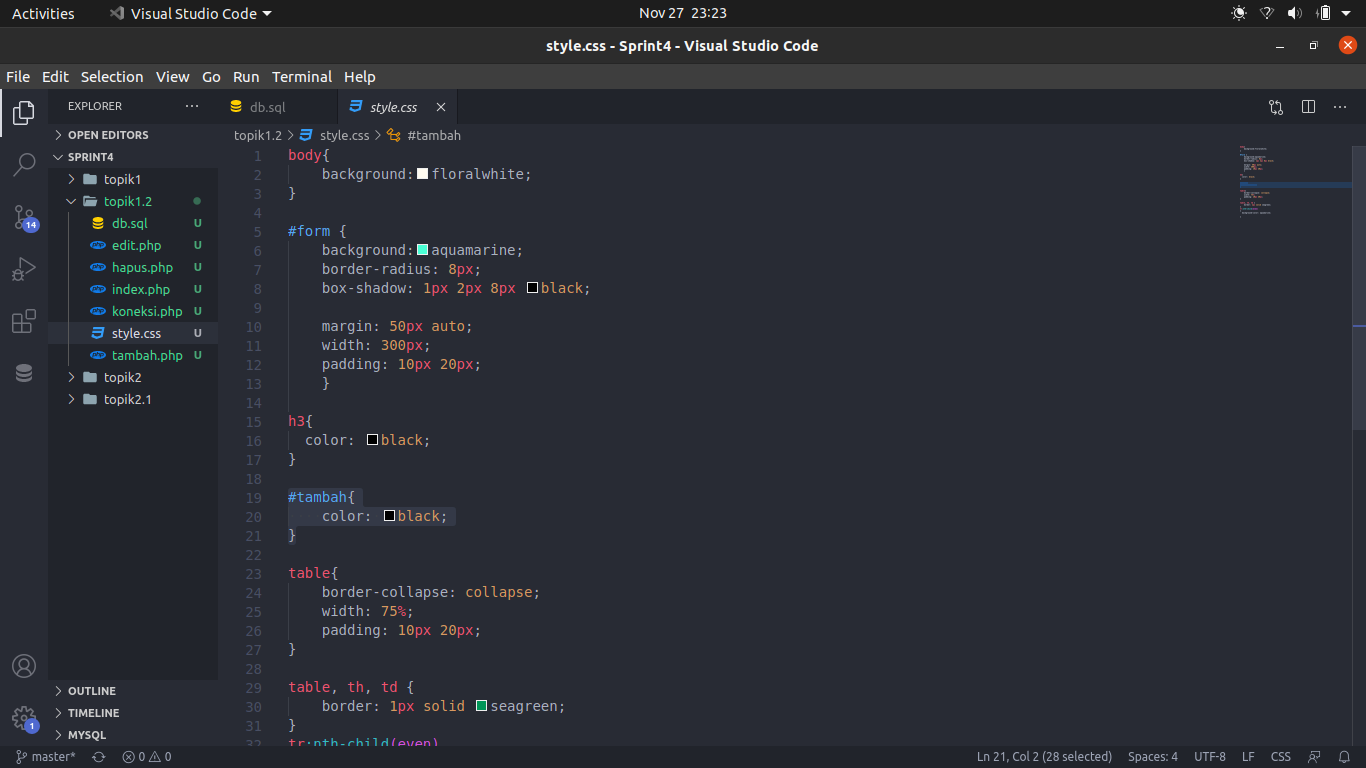 Activities Visual Studio Code Nov 27 23:23
style.css - Sprint4 - Visual Studio Code
File Edit Selection View Go Run Terminal Help
EXPLORER ··· db.sql style.css
OPEN EDITORS
SPRINT4
topik1
topik1.2
db.sql U
edit.php U
hapus.php U
index.php U
koneksi.php U
style.css U
tambah.php U
topik2
topik2.1
OUTLINE
TIMELINE
MYSQL
14
1
topik1.2 > style.css > #tambah
1 body{
2 background: floralwhite;
3 }
4
5 #form {
6 background: aquamarine;
7 border-radius: 8px;
8 box-shadow: 1px 2px 8px black;
9
10 margin: 50px auto;
11 width: 300px;
12 padding: 10px 20px;
13 }
14
15 h3{
16 color: black;
17 }
18
19 #tambah{
20 color: black;
21 }
22
23 table{
24 border-collapse: collapse;
25 width: 75%;
26 padding: 10px 20px;
27 }
28
29 table, th, td {
30 border: 1px solid seagreen;
31 }
32 tr:nth-child(even)
master* 0 0 Ln 21, Col 2 (28 selected) Spaces: 4 UTF-8 LF CSS